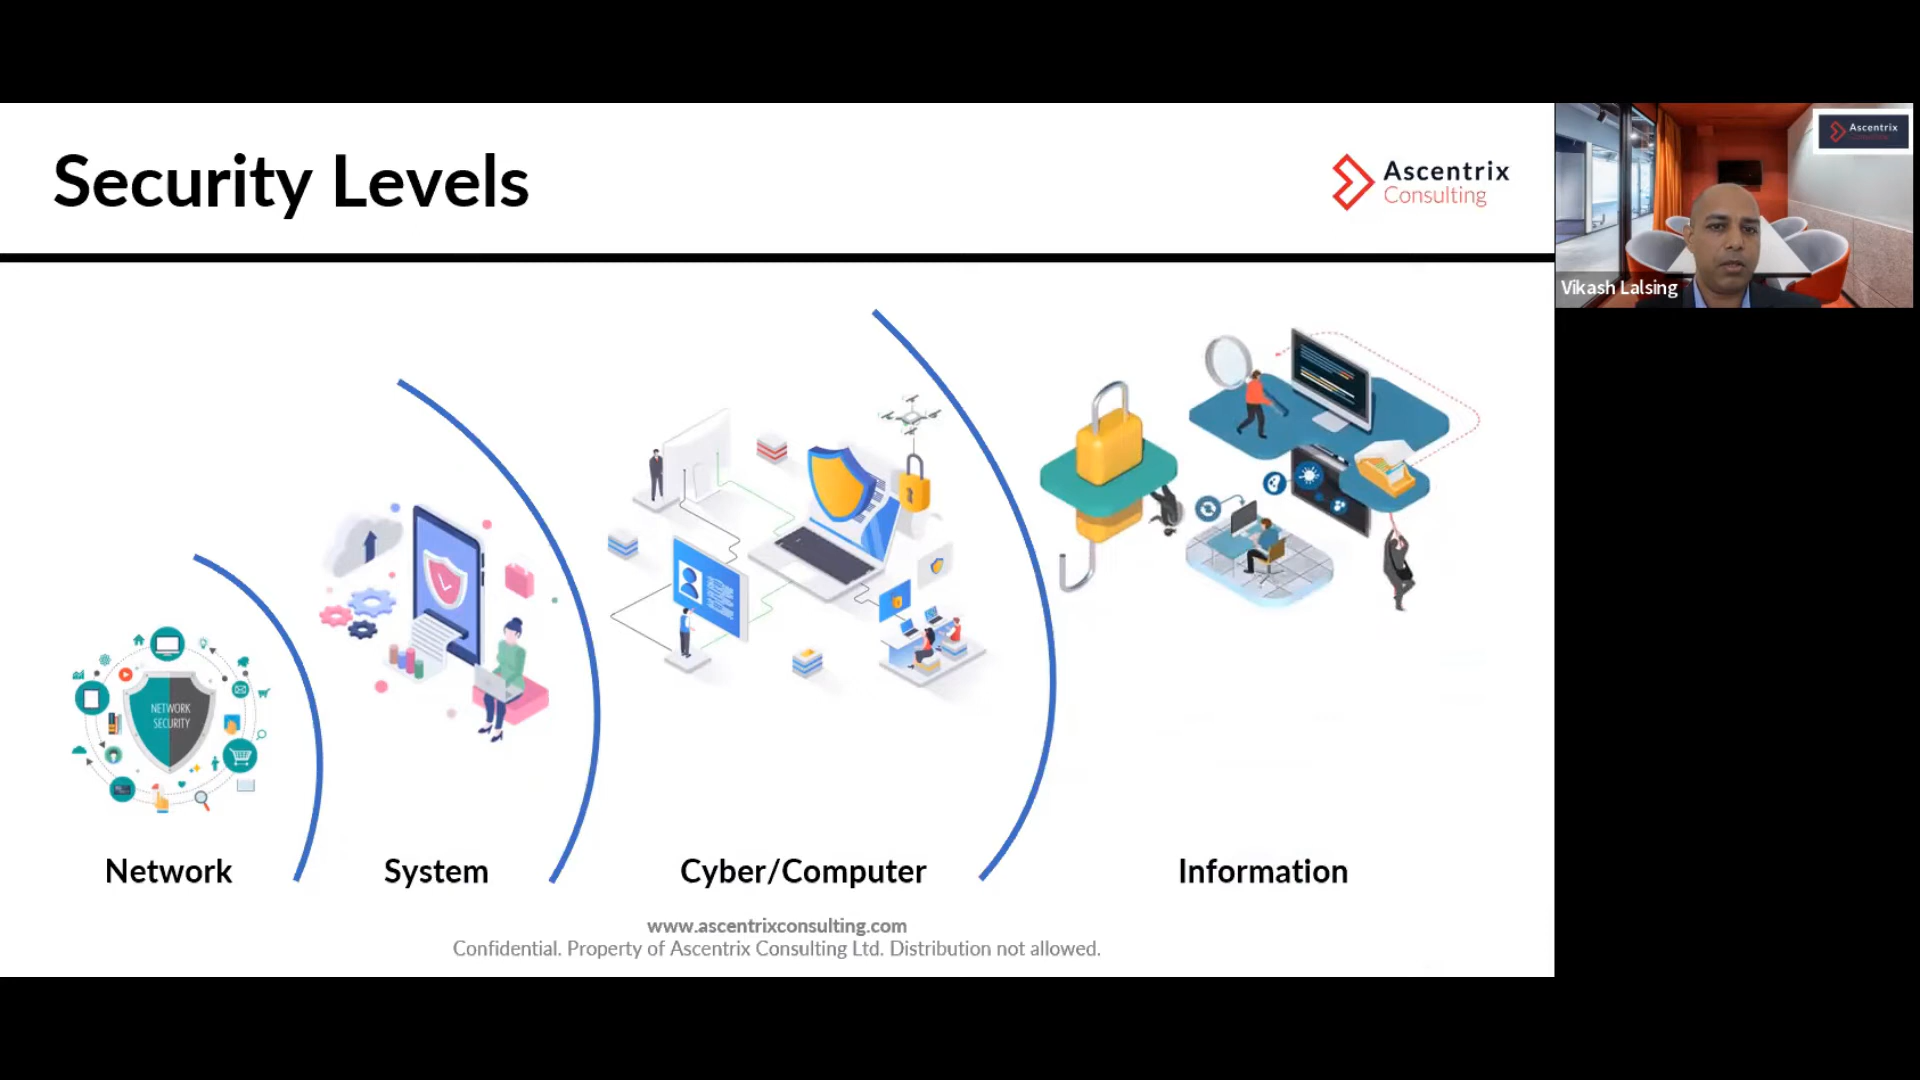 Security Levels
Ascentrix
Consulting
Ascentrix
Vikash Lalsing
NETWORK
SECURITY
Network
System
Cyber/Computer
Information
www.ascentrixconsulting.com
Confidential. Property of Ascentrix Consulting Ltd. Distribution not allowed.